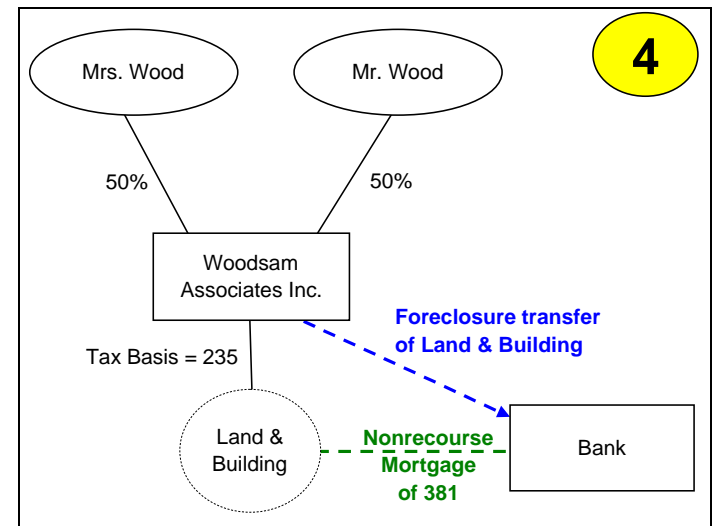 4
Mrs. Wood
Mr. Wood
50%
50%
Woodsam
Associates Inc.
Foreclosure transfer
of Land & Building
Tax Basis = 235
Land &
Building
Nonrecourse
Mortgage
of 381
Bank